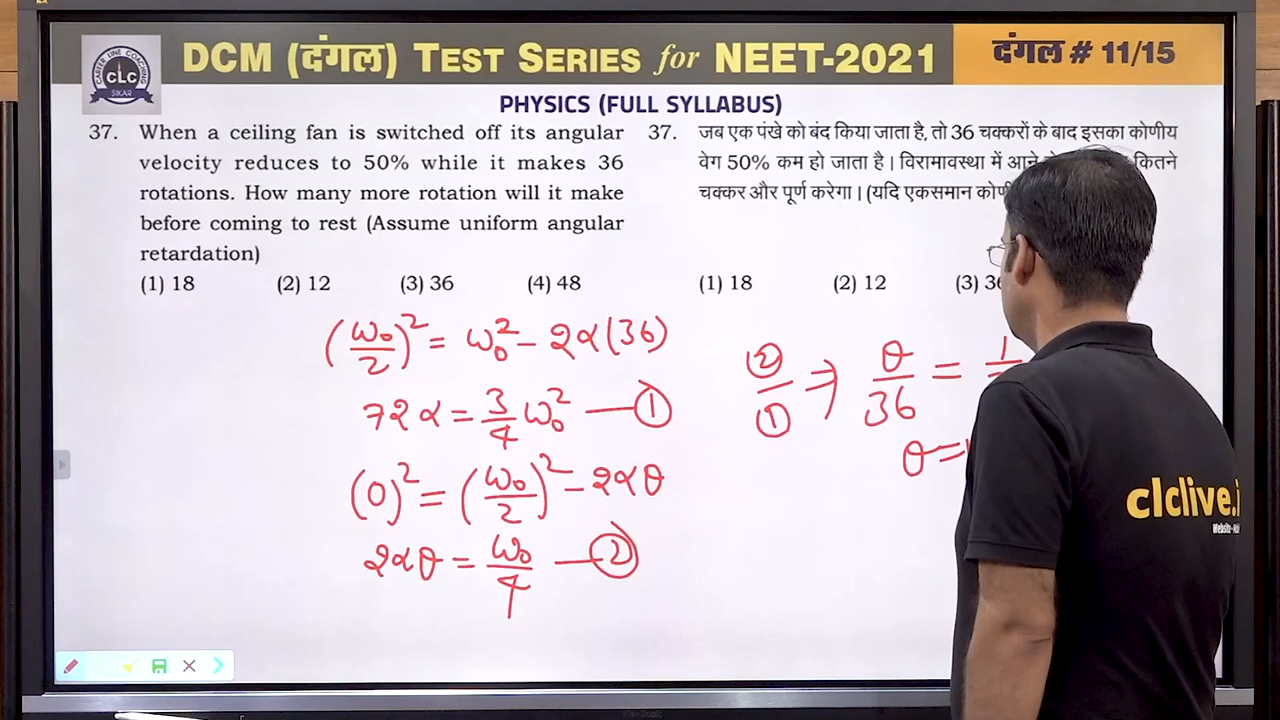 CAREER LINE COACHING
CLC
SIKAR
DCM (दंगल) TEST SERIES for NEET-2021
दंगल # 11/15
PHYSICS (FULL SYLLABUS)
37. When a ceiling fan is switched off its angular
velocity reduces to 50% while it makes 36
rotations. How many more rotation will it make
before coming to rest (Assume uniform angular
retardation)
(1) 18 (2) 12 (3) 36 (4) 48
37. जब एक पंखे को बंद किया जाता है, तो 36 चक्करों के बाद इसका कोणीय
वेग 50% कम हो जाता है। विरामावस्था में आने कितने
चक्कर और पूर्ण करेगा। (यदि एकसमान
(1) 18 (2) 12 (3)
(ω₀/2)² = ω₀² − 2α(36)
72α = 3/4 ω₀² — ①
(0)² = (ω₀/2)² − 2αθ
2αθ = ω₀/4 — ②
②/① ⇒ θ/36 = 1
θ =
clclive.i